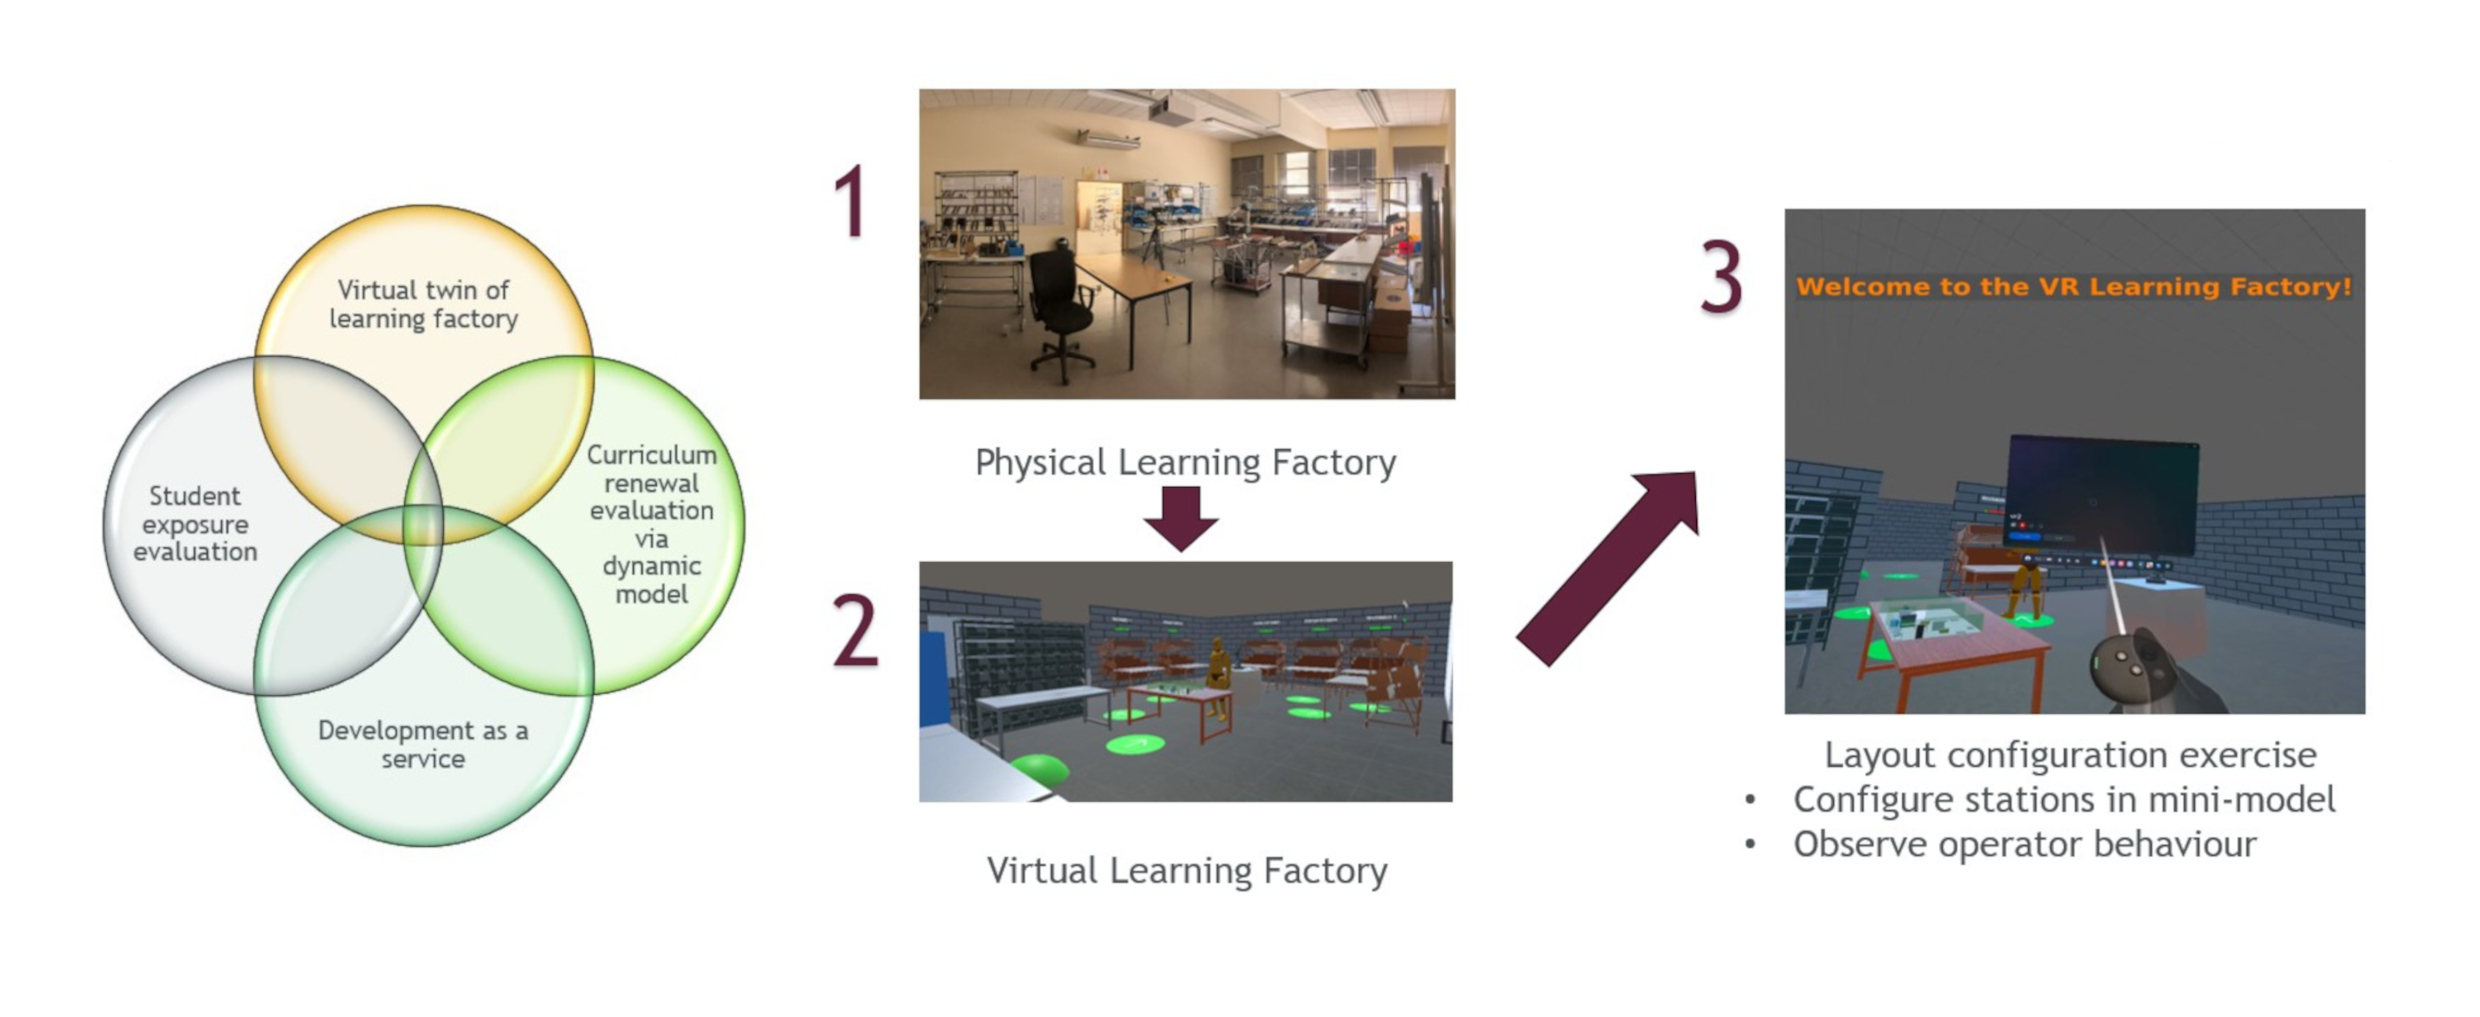 Virtual twin of
learning factory
Student
exposure
evaluation
Curriculum
renewal
evaluation
via
dynamic
model
Development as a
service
1
Physical Learning Factory
2
Virtual Learning Factory
3
Welcome to the VR Learning Factory!
Layout configuration exercise
• Configure stations in mini-model
• Observe operator behaviour